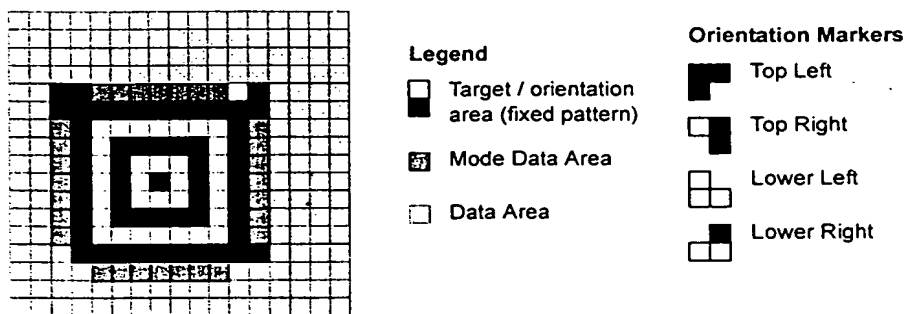 Legend
Target / orientation
area (fixed pattern)
Mode Data Area
Data Area
Orientation Markers
Top Left
Top Right
Lower Left
Lower Right